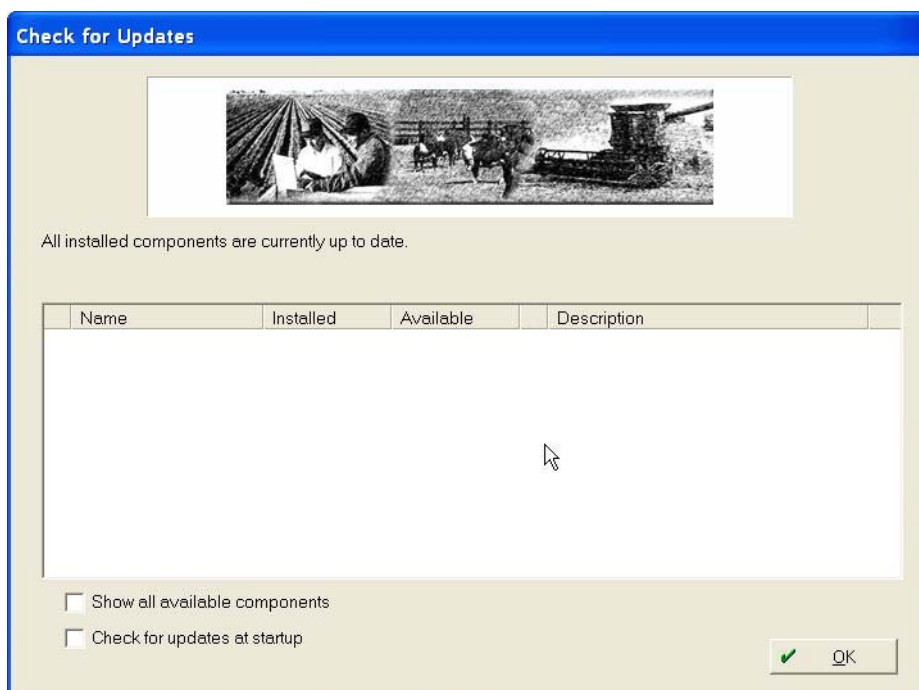 Check for Updates
All installed components are currently up to date.
Name Installed Available Description
Show all available components
Check for updates at startup
OK